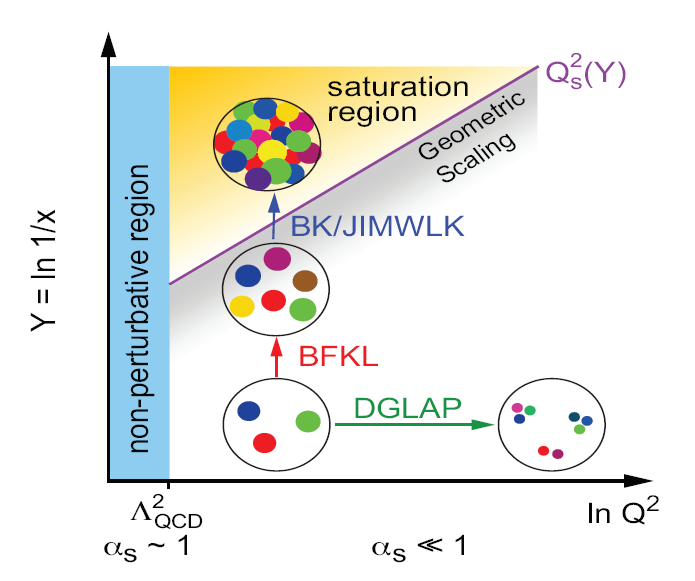 Q²ₛ(Y)
saturation
region
Geometric
Scaling
BK/JIMWLK
BFKL
DGLAP
non-perturbative region
Y = ln 1/x
Λ²QCD
ln Q²
αₛ ~ 1
αₛ ≪ 1